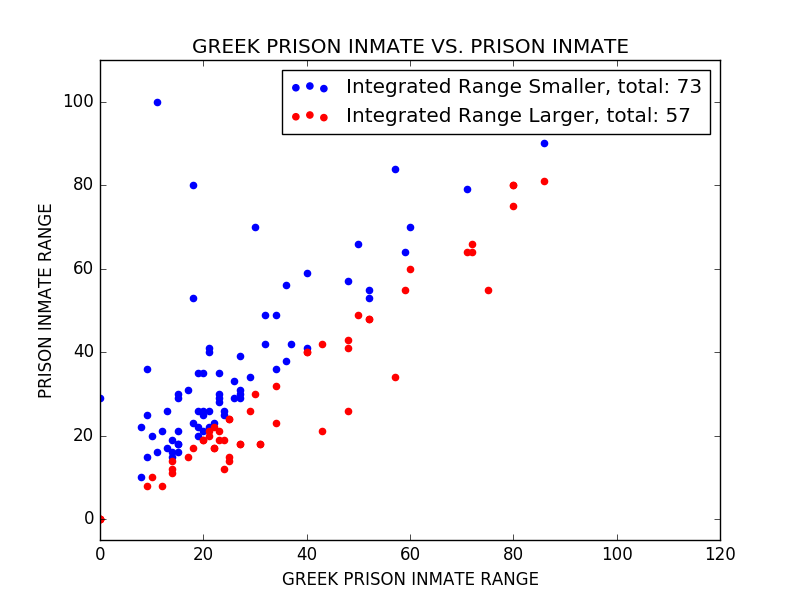 GREEK PRISON INMATE VS. PRISON INMATE
Integrated Range Smaller, total: 73
Integrated Range Larger, total: 57
PRISON INMATE RANGE
100
80
60
40
20
0
0 20 40 60 80 100 120
GREEK PRISON INMATE RANGE